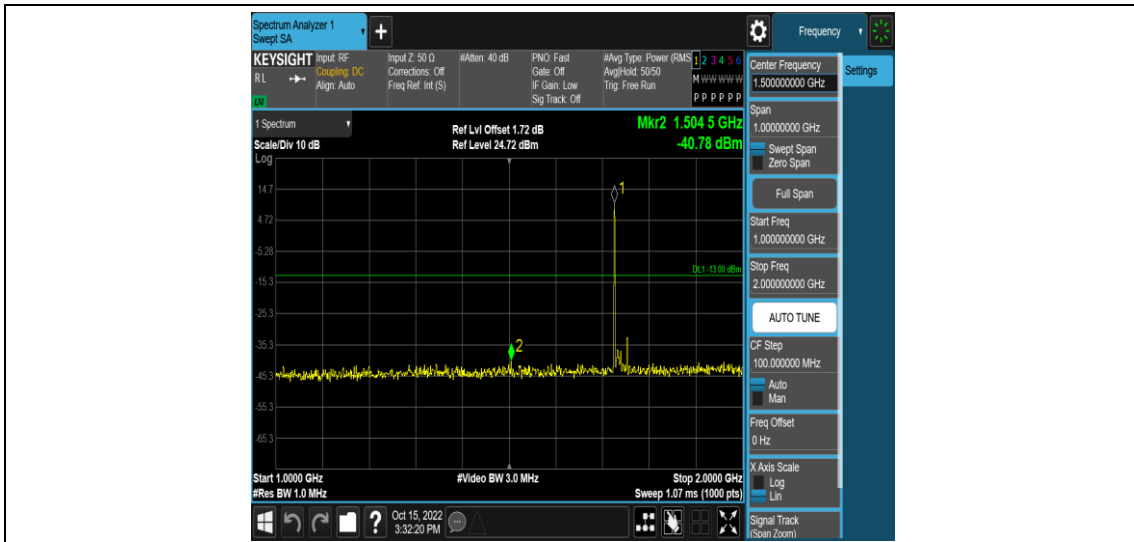 Spectrum Analyzer 1
Swept SA
+
Frequency
KEYSIGHT
RL
LXI
Input: RF
Coupling: DC
Align: Auto
Input Z: 50 Ω
Corrections: Off
Freq Ref: Int (S)
#Atten: 40 dB
PNO: Fast
Gate: Off
IF Gain: Low
Sig Track: Off
#Avg Type: Power (RMS
Avg|Hold: 50/50
Trig: Free Run
1 2 3 4 5 6
M W W W W W
P P P P P P
1 Spectrum
Scale/Div 10 dB
Log
Ref Lvl Offset 1.72 dB
Ref Level 24.72 dBm
Mkr2 1.504 5 GHz
-40.78 dBm
14.7
4.72
-5.28
-15.3
-25.3
-35.3
-45.3
-55.3
-65.3
1
DL1 -13.00 dBm
2
Start 1.0000 GHz
#Res BW 1.0 MHz
#Video BW 3.0 MHz
Stop 2.0000 GHz
Sweep 1.07 ms (1000 pts)
Center Frequency
1.500000000 GHz
Settings
Span
1.00000000 GHz
Swept Span
Zero Span
Full Span
Start Freq
1.000000000 GHz
Stop Freq
2.000000000 GHz
AUTO TUNE
CF Step
100.000000 MHz
Auto
Man
Freq Offset
0 Hz
X Axis Scale
Log
Lin
Signal Track
(Span Zoom)
?
Oct 15, 2022
3:32:20 PM